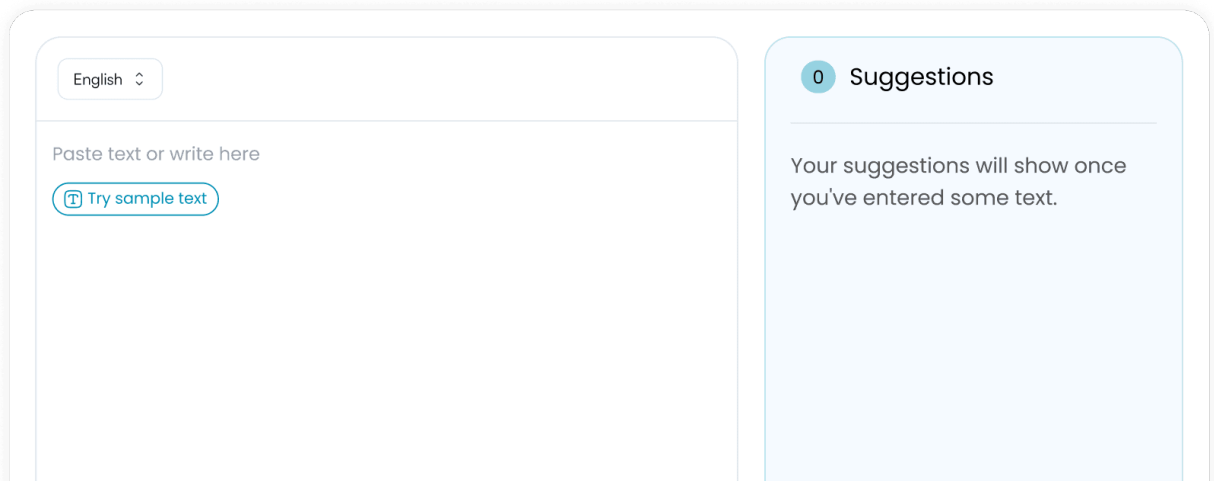 English
Paste text or write here
Try sample text
0 Suggestions
Your suggestions will show once
you've entered some text.